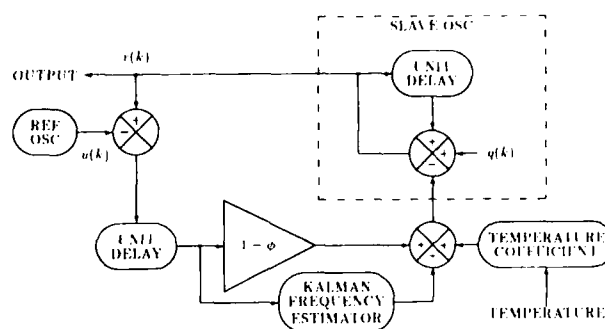 SLAVE OSC
r(k)
OUTPUT
UNIT
DELAY
REF
OSC
u(k)
+
−
+
+
−
q(k)
UNIT
DELAY
1 − φ
+
+
−
TEMPERATURE
COEFFICIENT
KALMAN
FREQUENCY
ESTIMATOR
TEMPERATURE